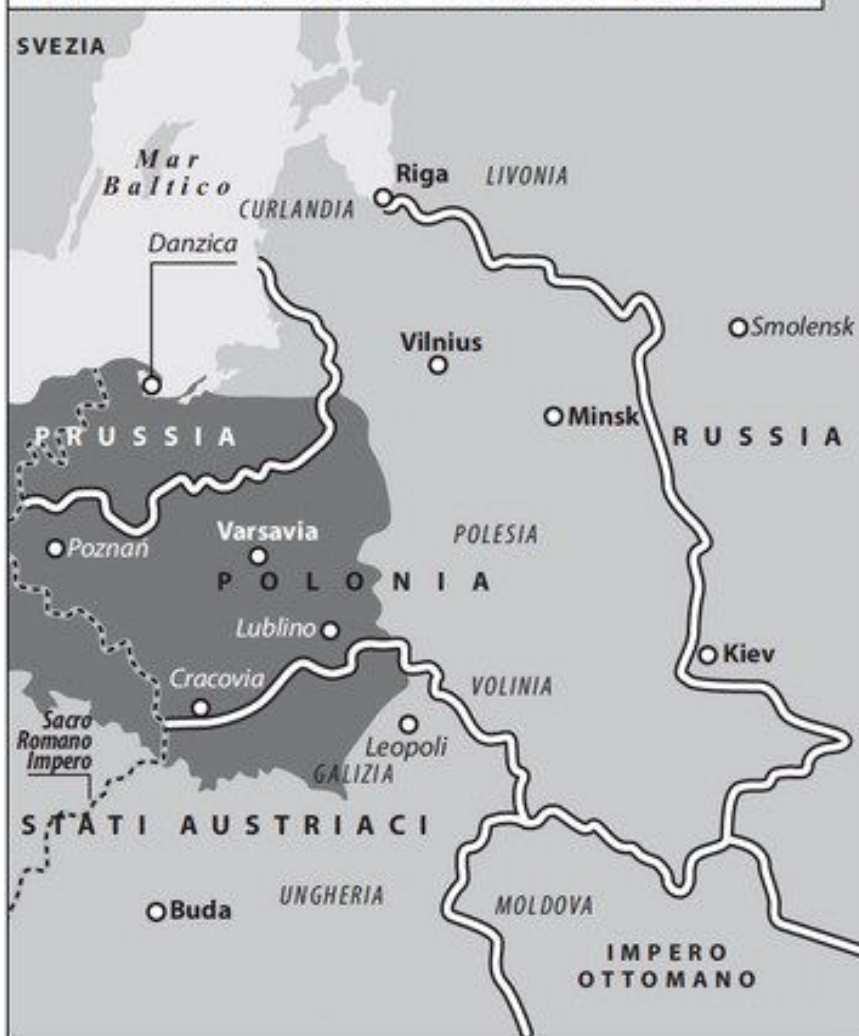 SVEZIA
Mar
Baltico
Riga
LIVONIA
CURLANDIA
Danzica
Smolensk
Vilnius
Minsk
PRUSSIA
RUSSIA
Poznań
Varsavia
POLESIA
POLONIA
Lublino
Kiev
Cracovia
VOLINIA
Sacro
Romano
Impero
Leopoli
GALIZIA
STATI AUSTRIACI
UNGHERIA
Buda
MOLDOVA
IMPERO
OTTOMANO